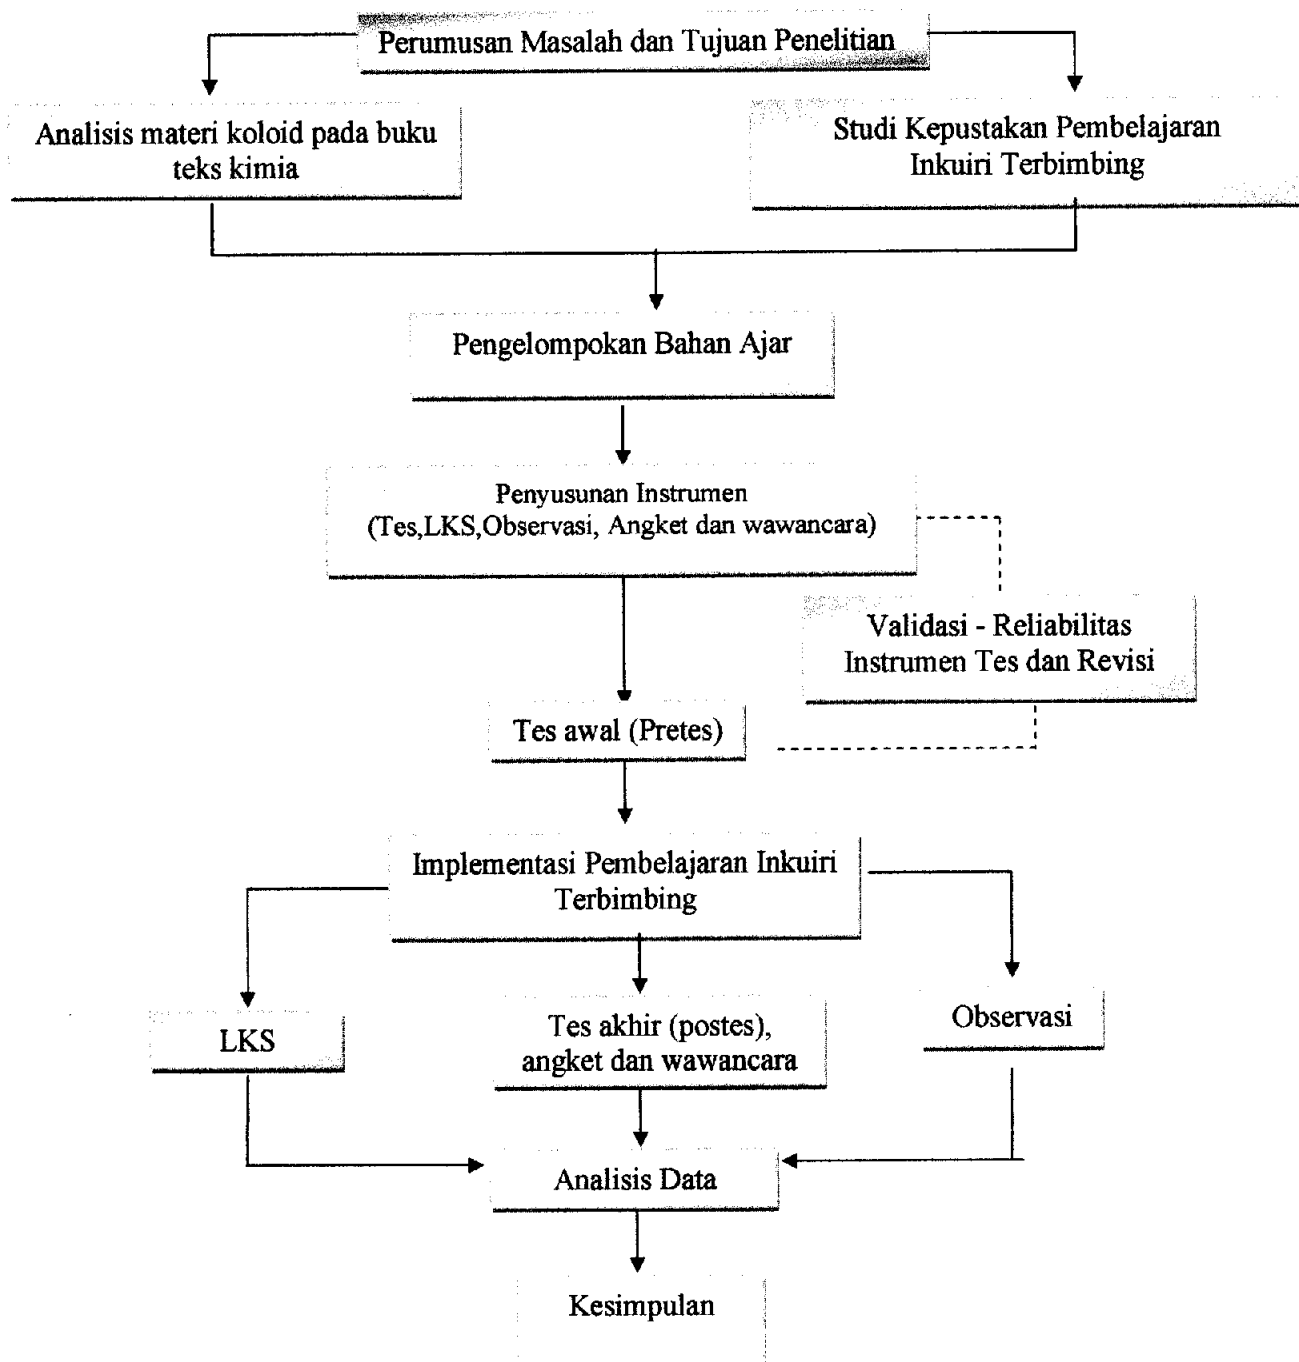 Perumusan Masalah dan Tujuan Penelitian
Analisis materi koloid pada buku
teks kimia
Studi Kepustakan Pembelajaran
Inkuiri Terbimbing
Pengelompokan Bahan Ajar
Penyusunan Instrumen
(Tes,LKS,Observasi, Angket dan wawancara)
Validasi - Reliabilitas
Instrumen Tes dan Revisi
Tes awal (Pretes)
Implementasi Pembelajaran Inkuiri
Terbimbing
LKS
Tes akhir (postes),
angket dan wawancara
Observasi
Analisis Data
Kesimpulan